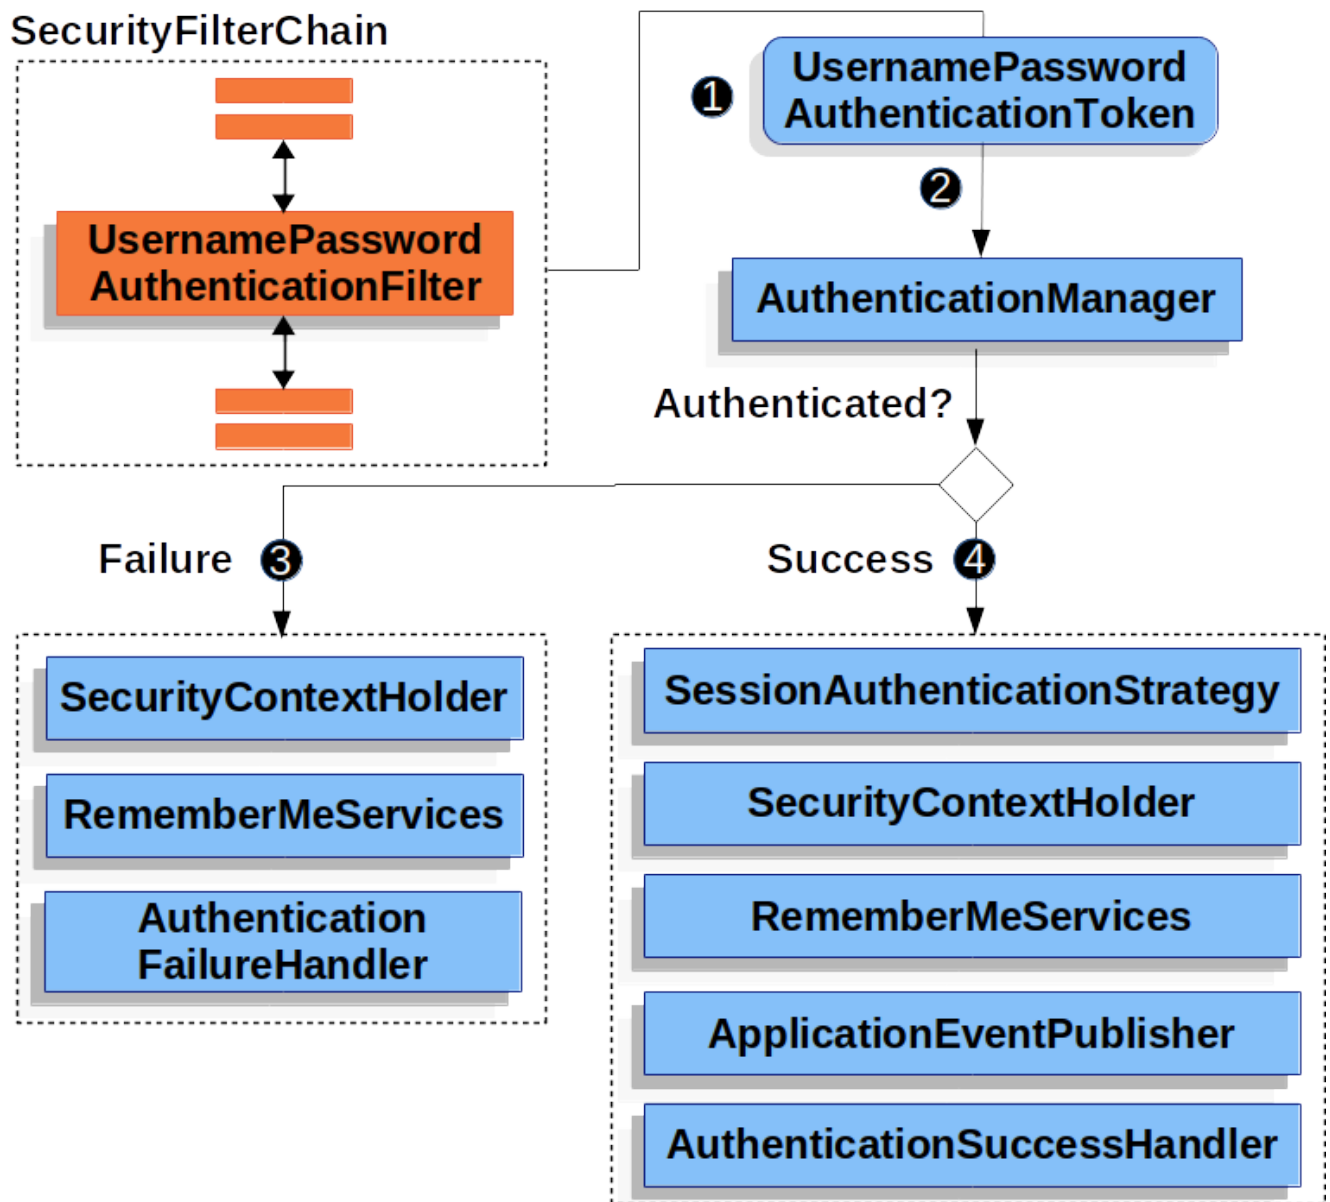 SecurityFilterChain
UsernamePassword
AuthenticationFilter
1
UsernamePassword
AuthenticationToken
2
AuthenticationManager
Authenticated?
Failure 3
Success 4
SecurityContextHolder
RememberMeServices
Authentication
FailureHandler
SessionAuthenticationStrategy
SecurityContextHolder
RememberMeServices
ApplicationEventPublisher
AuthenticationSuccessHandler